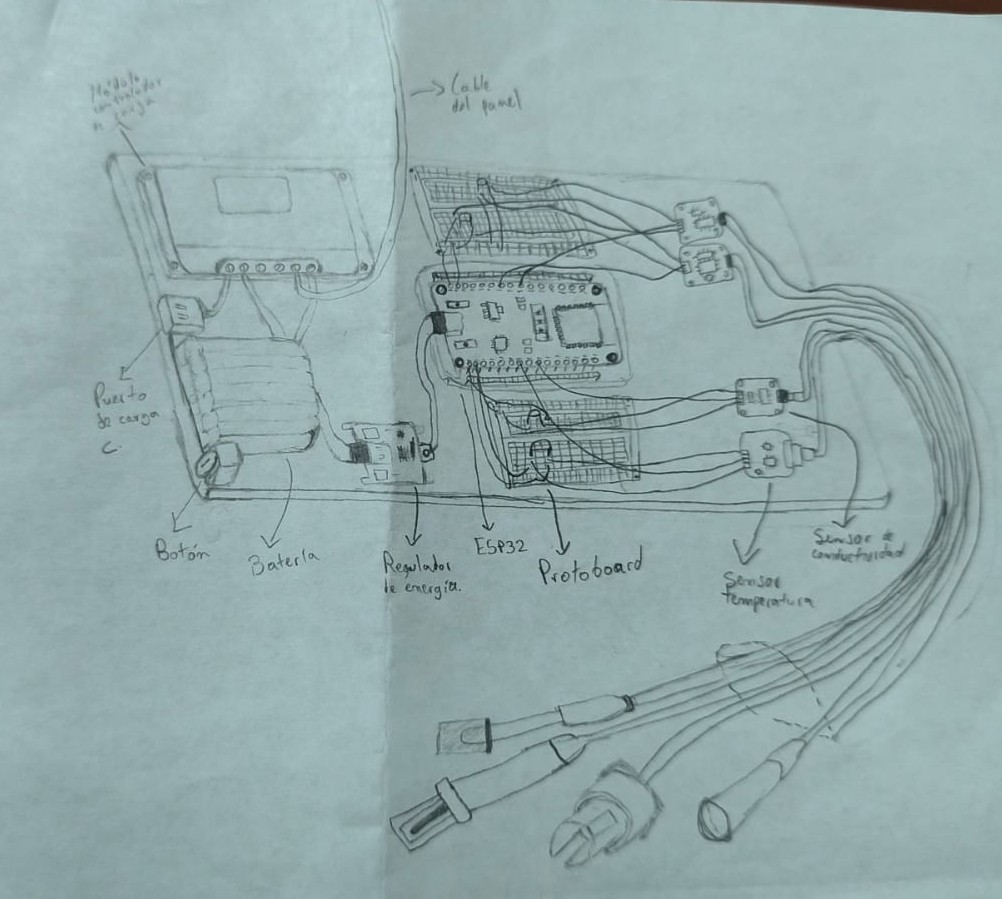 Módulo
controlador
de carga
Cable
del panel
Puerto
de carga
C.
Botón
Batería
Regulador
de energía.
ESP32
Protoboard
Sensor
temperatura
Sensor de
conductividad